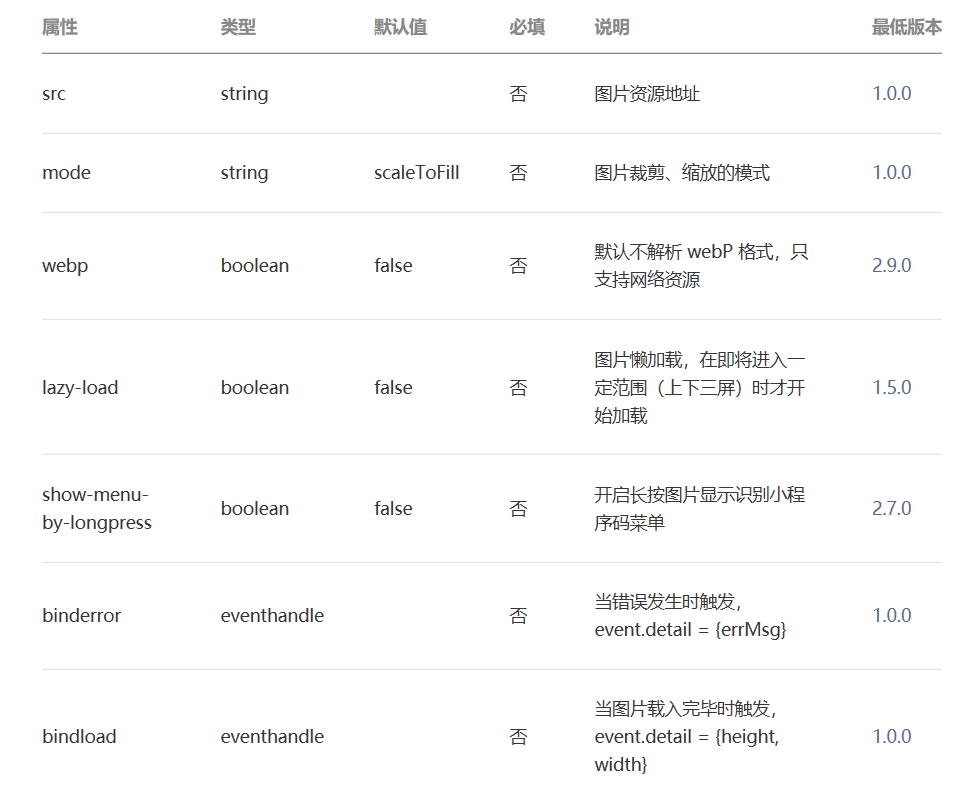 属性 类型 默认值 必填 说明 最低版本
src string 否 图片资源地址 1.0.0
mode string scaleToFill 否 图片裁剪、缩放的模式 1.0.0
webp boolean false 否 默认不解析 webP 格式，只
支持网络资源 2.9.0
lazy-load boolean false 否 图片懒加载，在即将进入一
定范围（上下三屏）时才开
始加载 1.5.0
show-menu-
by-longpress boolean false 否 开启长按图片显示识别小程
序码菜单 2.7.0
binderror eventhandle 否 当错误发生时触发，
event.detail = {errMsg} 1.0.0
bindload eventhandle 否 当图片载入完毕时触发，
event.detail = {height,
width} 1.0.0